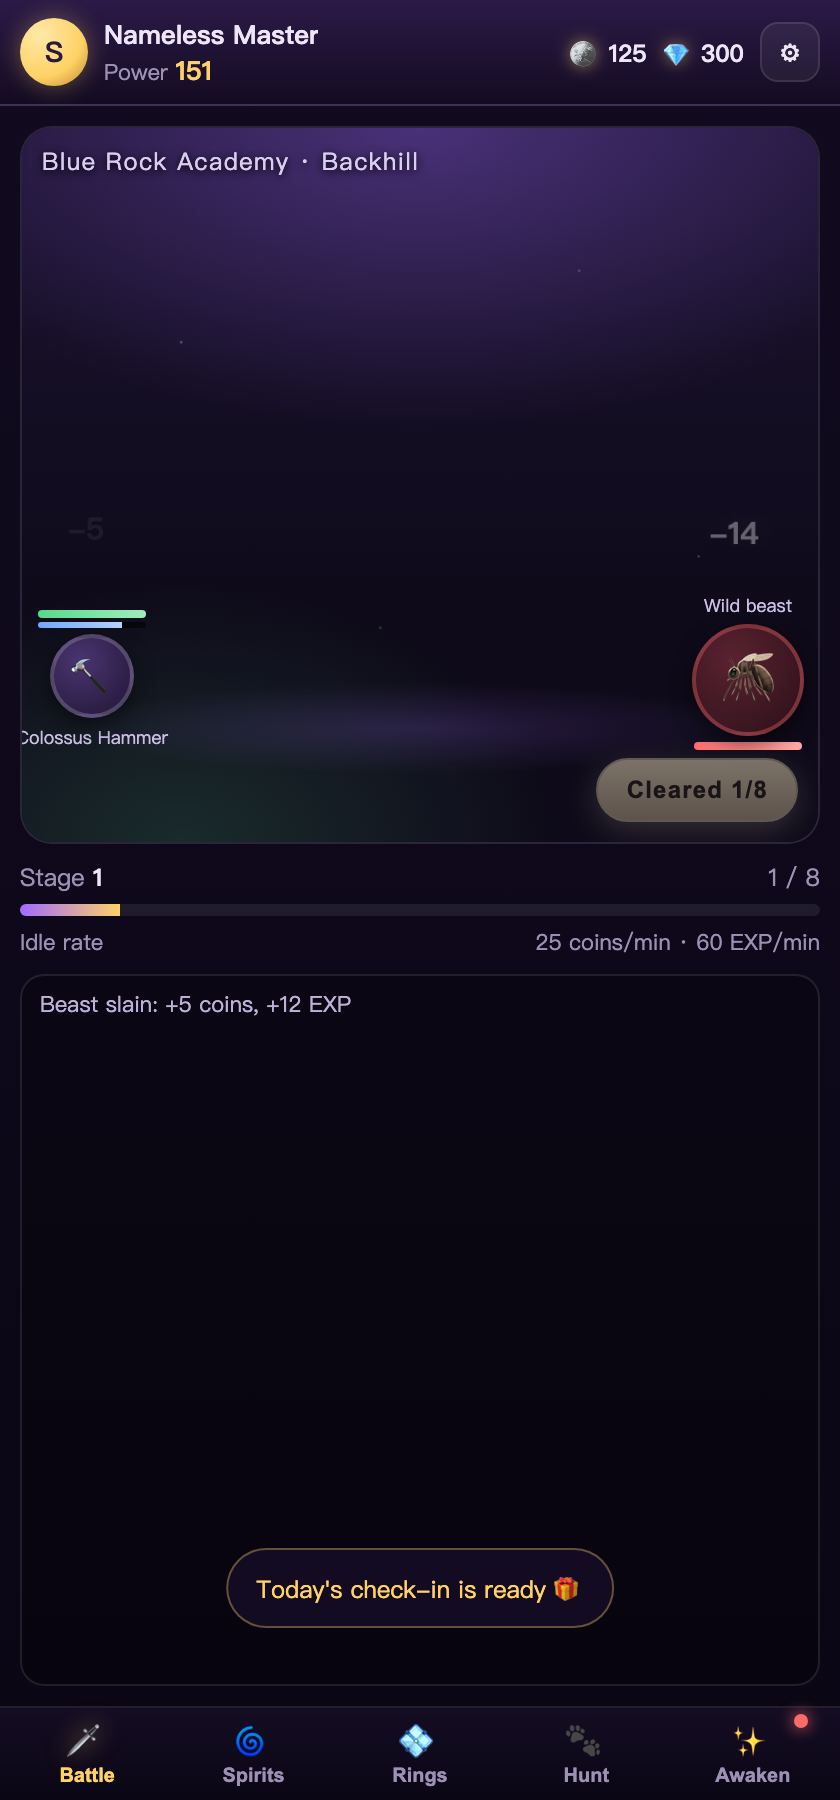 S
Nameless Master
Power 151
125
300
Blue Rock Academy · Backhill
-5
-14
Wild beast
Colossus Hammer
Cleared 1/8
Stage 1
1 / 8
Idle rate
25 coins/min · 60 EXP/min
Beast slain: +5 coins, +12 EXP
Today's check-in is ready
Battle
Spirits
Rings
Hunt
Awaken